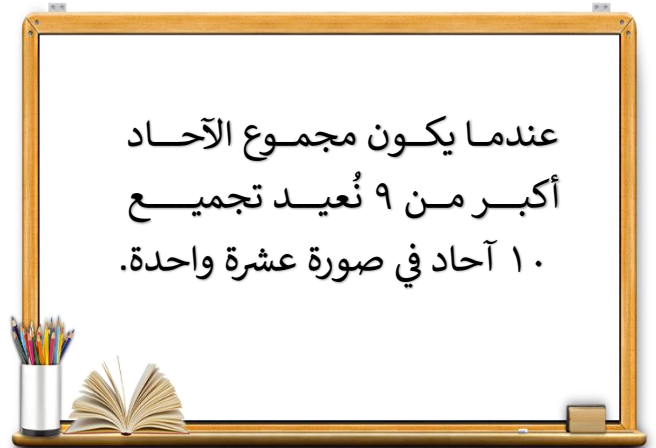 عندما يكون مجموع الآحاد
أكبر من ٩ نُعيد تجميع
١٠ آحاد في صورة عشرة واحدة.